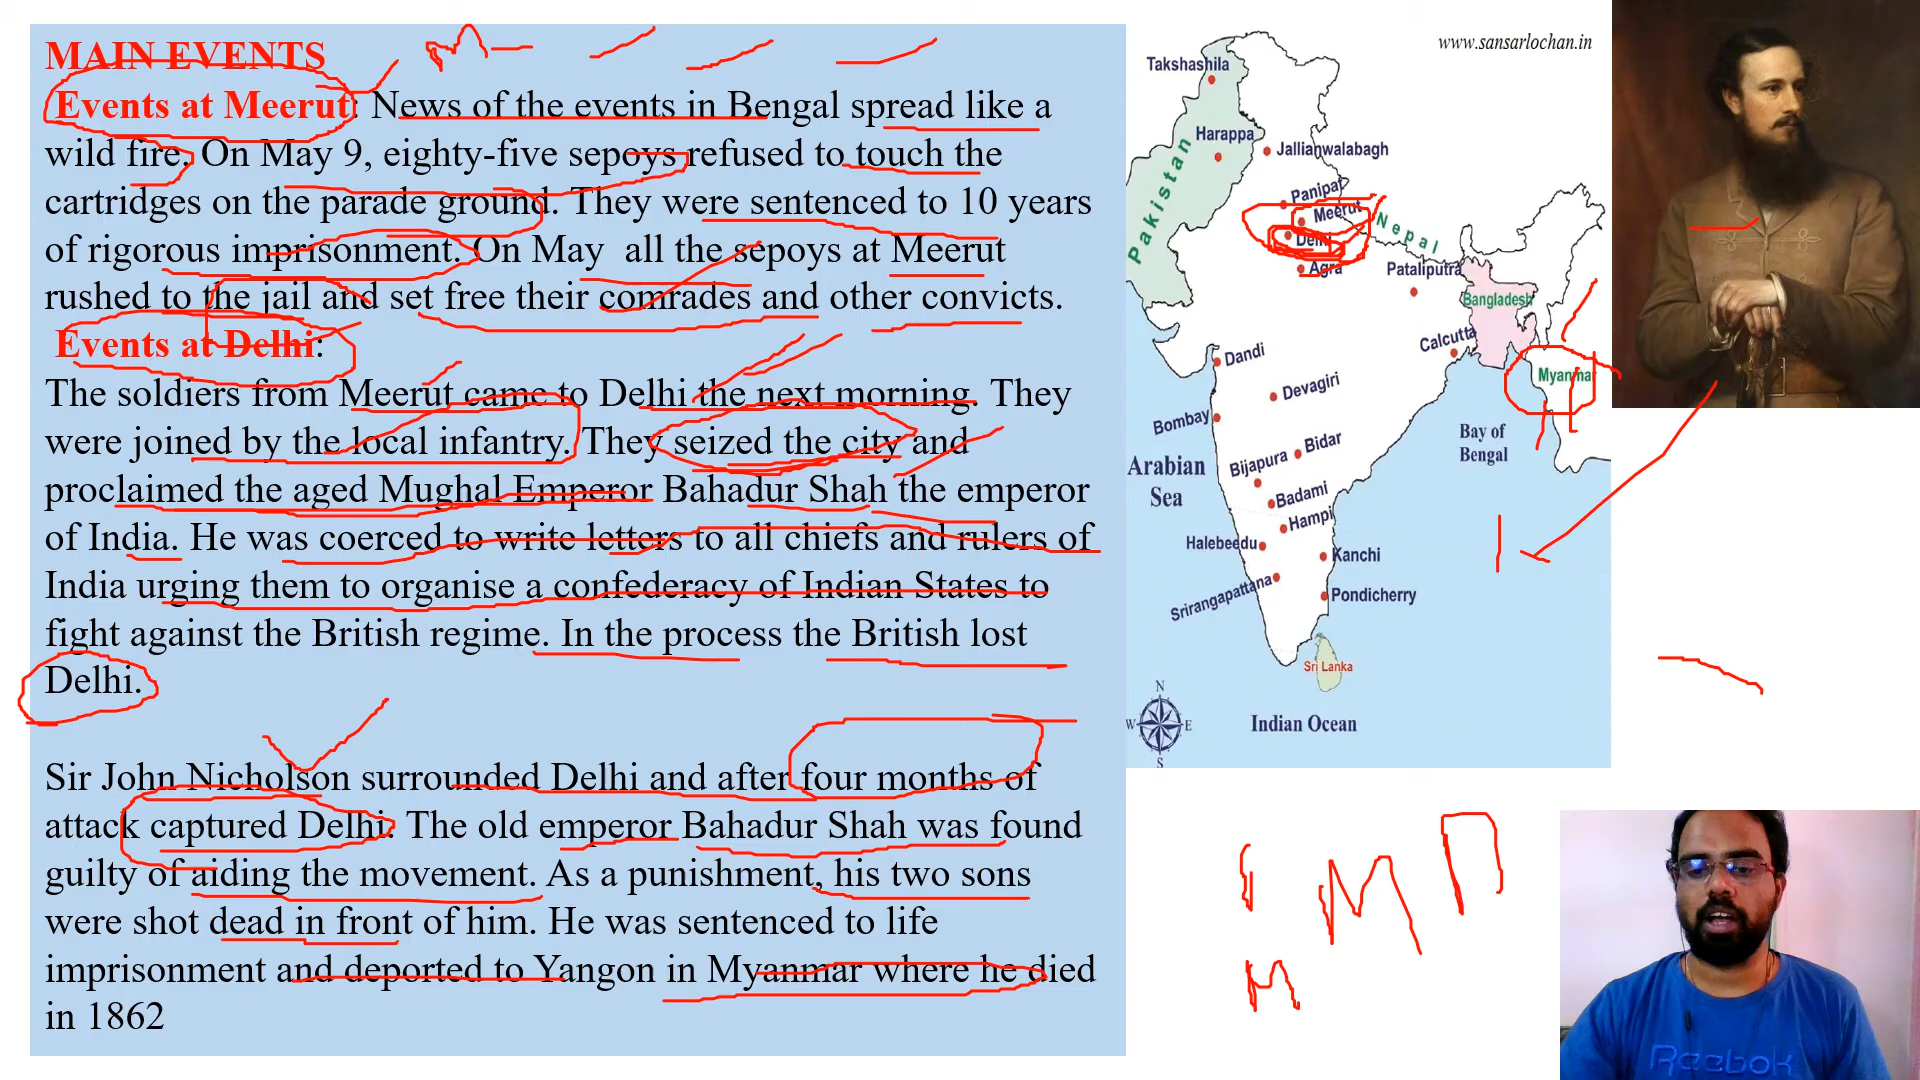 MAIN EVENTS
Events at Meerut: News of the events in Bengal spread like a
wild fire. On May 9, eighty-five sepoys refused to touch the
cartridges on the parade ground. They were sentenced to 10 years
of rigorous imprisonment. On May all the sepoys at Meerut
rushed to the jail and set free their comrades and other convicts.
Events at Delhi:
The soldiers from Meerut came to Delhi the next morning. They
were joined by the local infantry. They seized the city and
proclaimed the aged Mughal Emperor Bahadur Shah the emperor
of India. He was coerced to write letters to all chiefs and rulers of
India urging them to organise a confederacy of Indian States to
fight against the British regime. In the process the British lost
Delhi.
Sir John Nicholson surrounded Delhi and after four months of
attack captured Delhi. The old emperor Bahadur Shah was found
guilty of aiding the movement. As a punishment, his two sons
were shot dead in front of him. He was sentenced to life
imprisonment and deported to Yangon in Myanmar where he died
in 1862
www.sansarlochan.in
Takshashila
Harappa
Jallianwalabagh
Pakistan
Panipat
Meerut
Nepal
Delhi
Agra
Pataliputra
Bangladesh
Calcutta
Myanmar
Dandi
Devagiri
Bombay
Bay of
Bengal
Bidar
Bijapura
Arabian
Sea
Badami
Hampi
Halebeedu
Kanchi
Srirangapattana
Pondicherry
Sri Lanka
N
W
E
S
Indian Ocean
Reebok